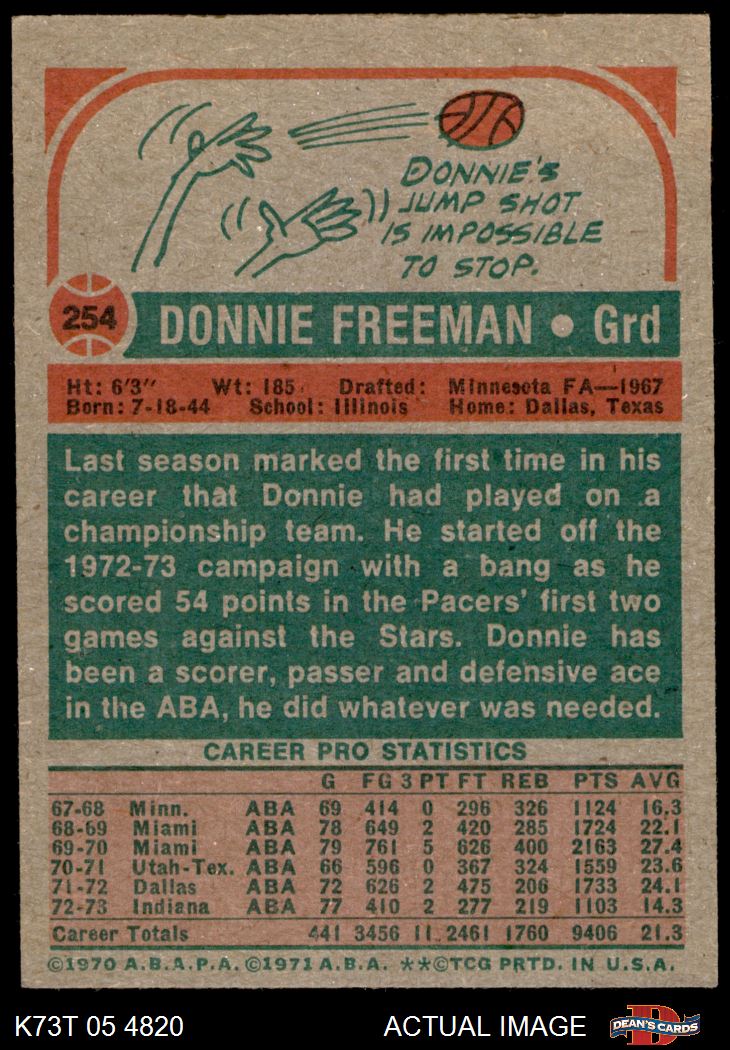 DONNIE'S
JUMP SHOT
IS IMPOSSIBLE
TO STOP.
254 DONNIE FREEMAN • Grd
Ht: 6'3" Wt: 185 Drafted: Minnesota FA—1967
Born: 7-18-44 School: Illinois Home: Dallas, Texas
Last season marked the first time in his
career that Donnie had played on a
championship team. He started off the
1972-73 campaign with a bang as he
scored 54 points in the Pacers' first two
games against the Stars. Donnie has
been a scorer, passer and defensive ace
in the ABA, he did whatever was needed.
CAREER PRO STATISTICS
G FG 3 PT FT REB PTS AVG
67-68 Minn. ABA 69 414 0 296 326 1124 16.3
68-69 Miami ABA 78 649 2 420 285 1724 22.1
69-70 Miami ABA 79 761 5 626 400 2163 27.4
70-71 Utah-Tex. ABA 66 596 0 367 324 1559 23.6
71-72 Dallas ABA 72 626 2 475 206 1733 24.1
72-73 Indiana ABA 77 410 2 277 219 1103 14.3
Career Totals 441 3456 11 2461 1760 9406 21.3
©1970 A.B.A.P.A. ©1971 A.B.A. **©TCG PRTD. IN U.S.A.
K73T 05 4820 ACTUAL IMAGE DEAN'S CARDS